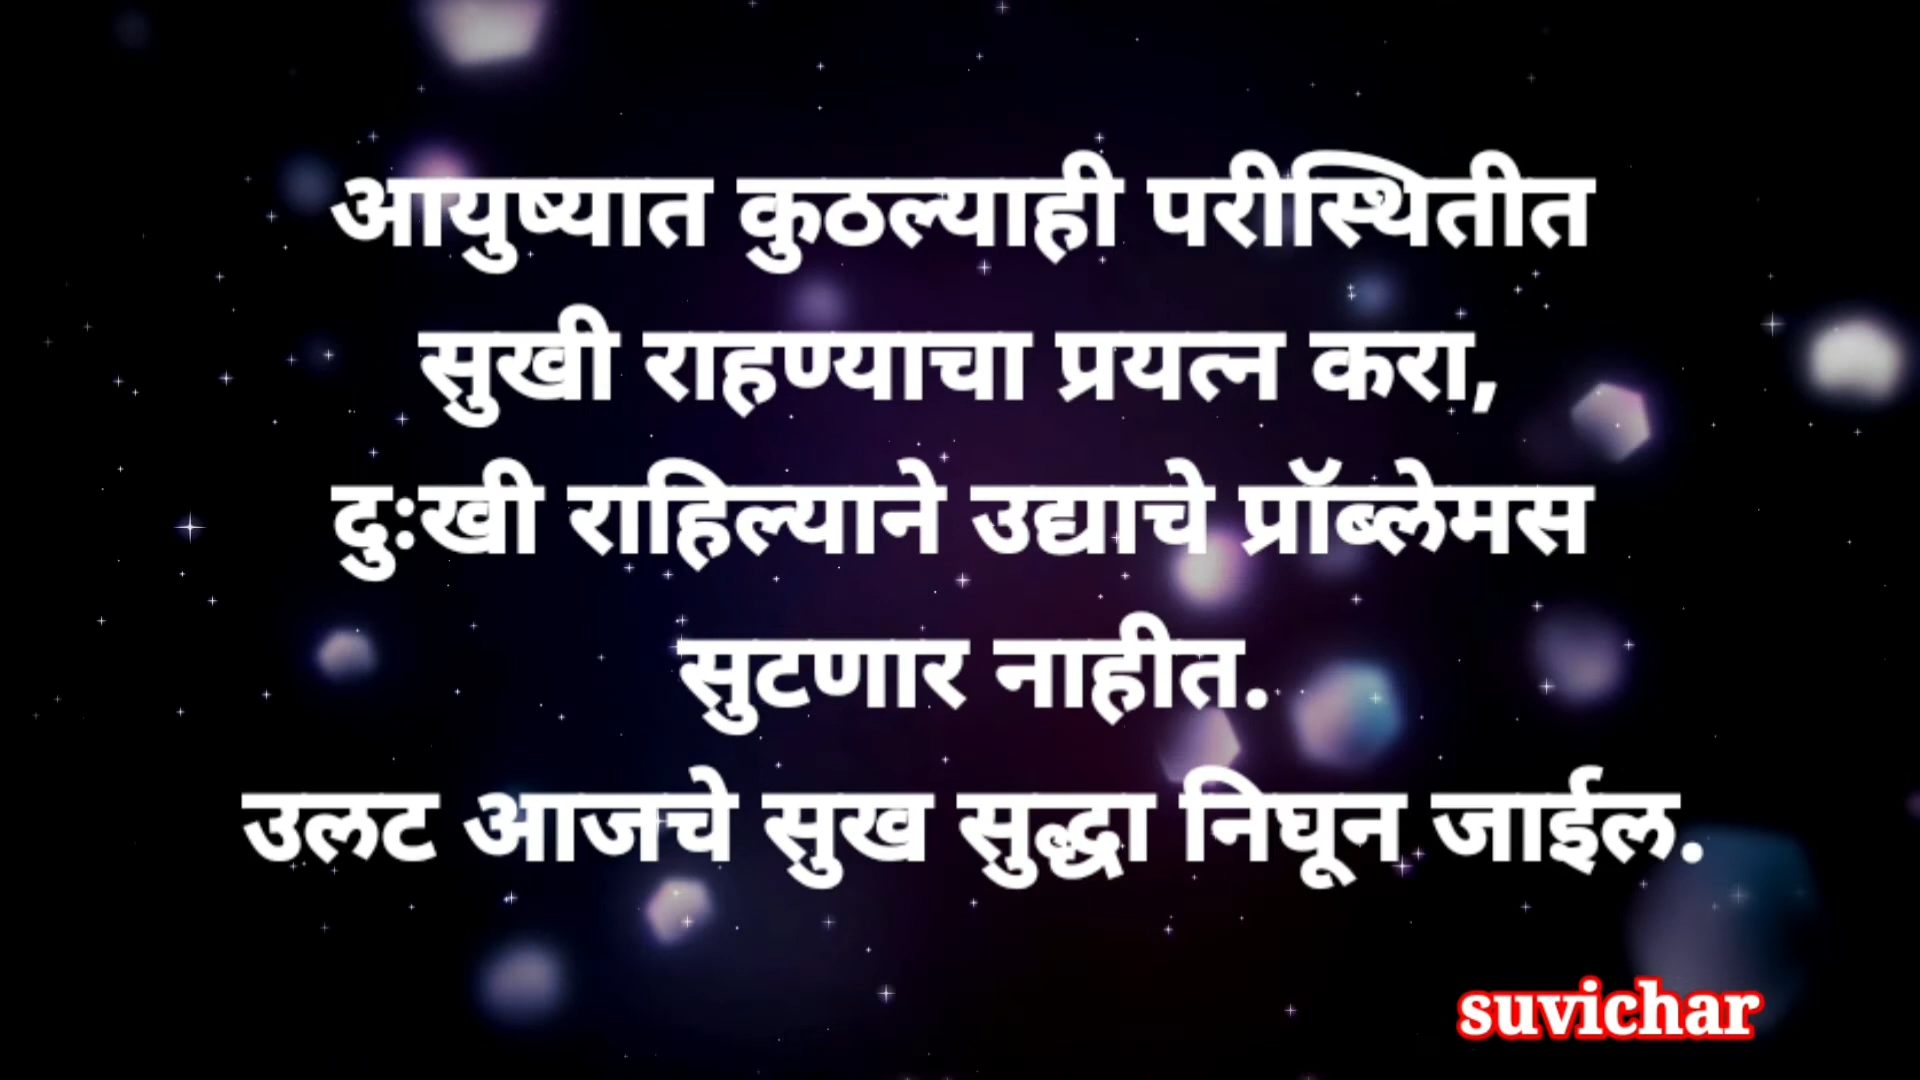 आयुष्यात कुठल्याही परीस्थितीत
सुखी राहण्याचा प्रयत्न करा,
दुःखी राहिल्याने उद्याचे प्रॉब्लेमस
सुटणार नाहीत.
उलट आजचे सुख सुद्धा निघून जाईल.
suvichar